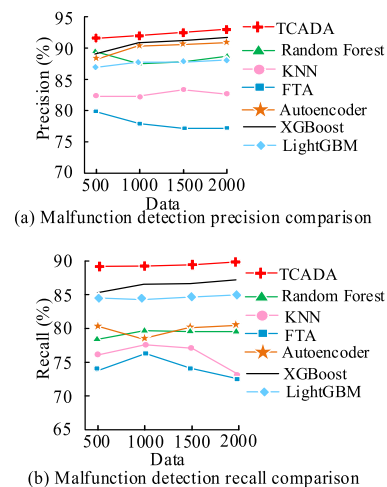 95
90
85
80
75
70
Precision (%)
500 1000 1500 2000
Data
TCADA
Random Forest
KNN
FTA
Autoencoder
XGBoost
LightGBM
(a) Malfunction detection precision comparison
90
85
80
75
70
65
Recall (%)
500 1000 1500 2000
Data
TCADA
Random Forest
KNN
FTA
Autoencoder
XGBoost
LightGBM
(b) Malfunction detection recall comparison